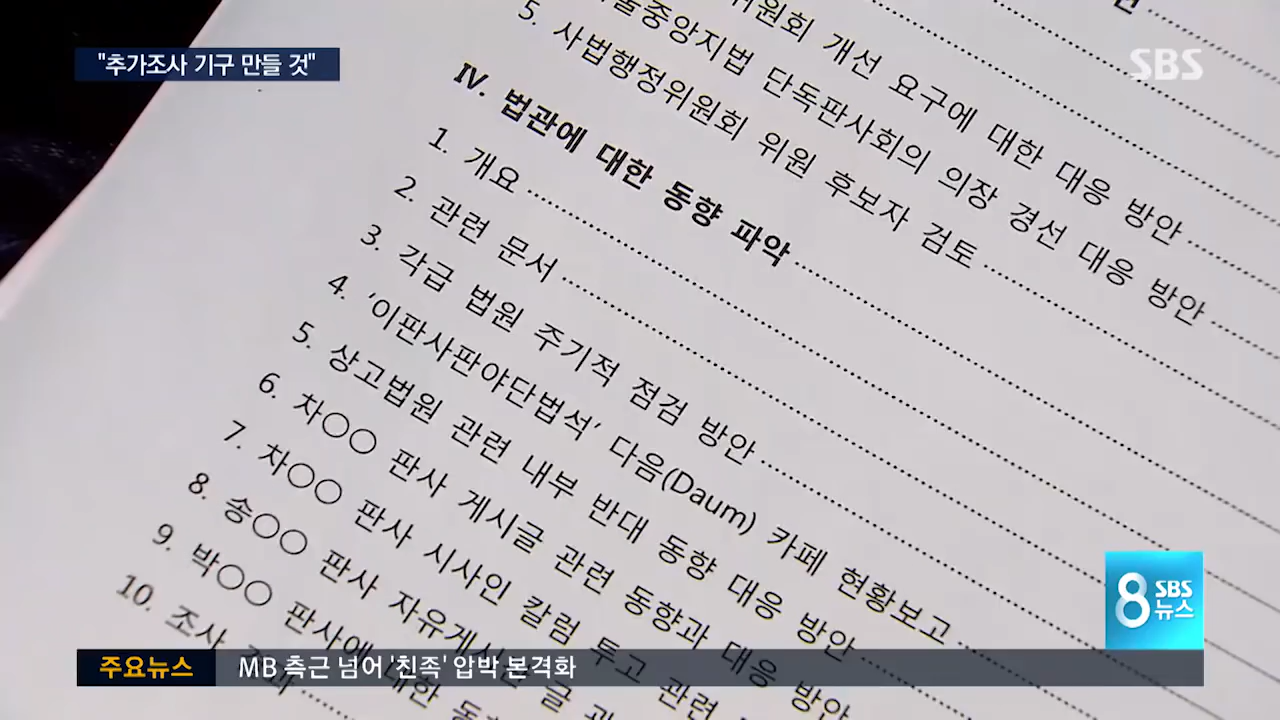 "추가조사 기구 만들 것"
SBS
위원회 개선 요구에 대한 대응 방안
중앙지법 단독판사회의 의장 경선 대응 방안
5. 사법행정위원회 위원 후보자 검토
Ⅳ. 법관에 대한 동향 파악
1. 개요
2. 관련 문서
3. 각급 법원 주기적 점검 방안
4. '이판사판야단법석' 다음(Daum) 카페 현황보고
5. 상고법원 관련 내부 반대 동향 대응 방안
6. 차○○ 판사 게시글 관련 동향과 대응 방안
7. 차○○ 판사 시사인 칼럼 투고 관련
8. 송○○ 판사 자유게시판 글
9. 박○○ 판사에 대한
10. 조사
8 SBS 뉴스
주요뉴스 MB 측근 넘어 '친족' 압박 본격화